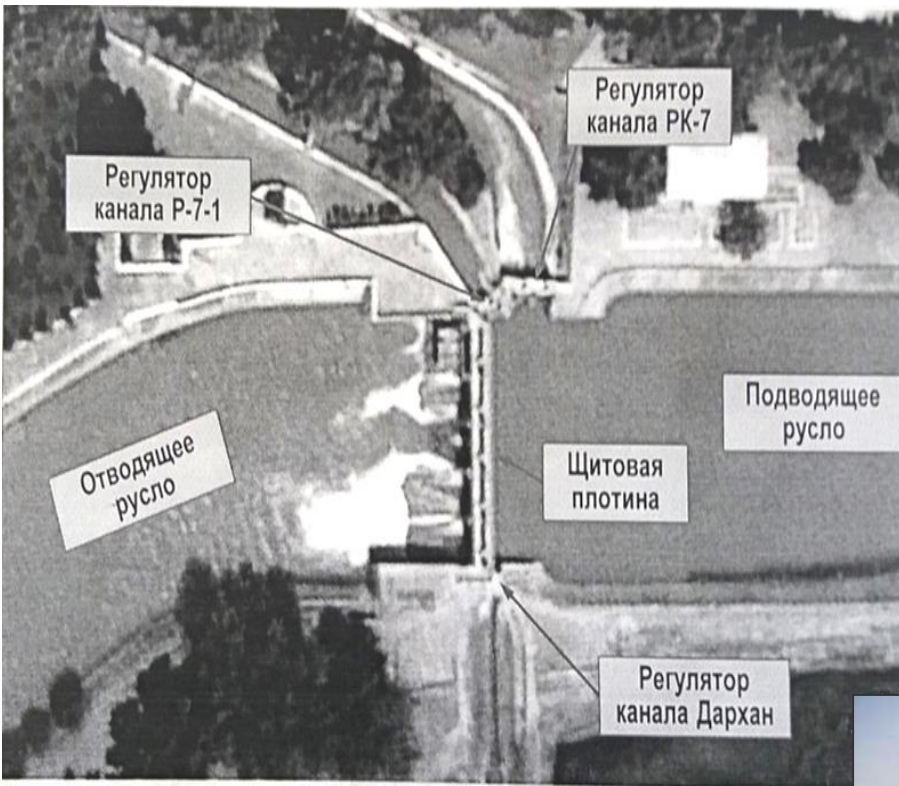 Регулятор
канала РК-7
Регулятор
канала Р-7-1
Подводящее
русло
Отводящее
русло
Щитовая
плотина
Регулятор
канала Дархан